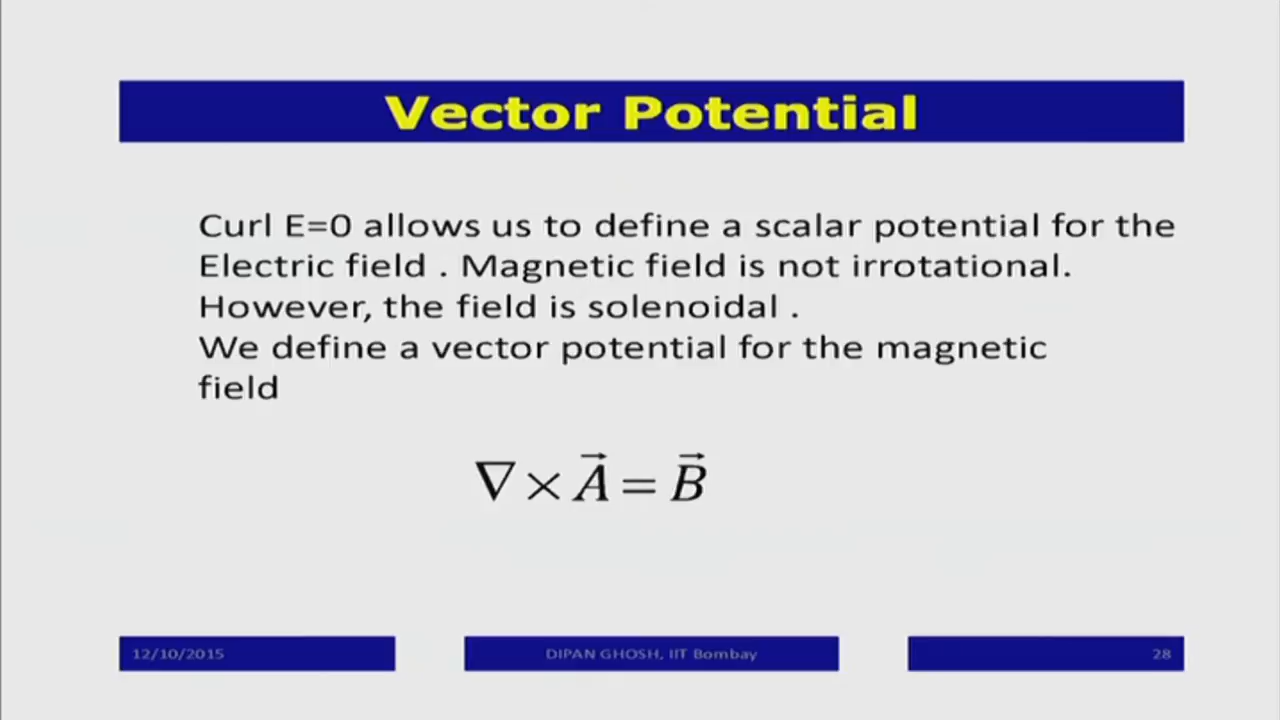 Vector Potential
Curl E=0 allows us to define a scalar potential for the
Electric field . Magnetic field is not irrotational.
However, the field is solenoidal .
We define a vector potential for the magnetic
field
∇×A⃗=B⃗
12/10/2015
DIPAN GHOSH, IIT Bombay
28